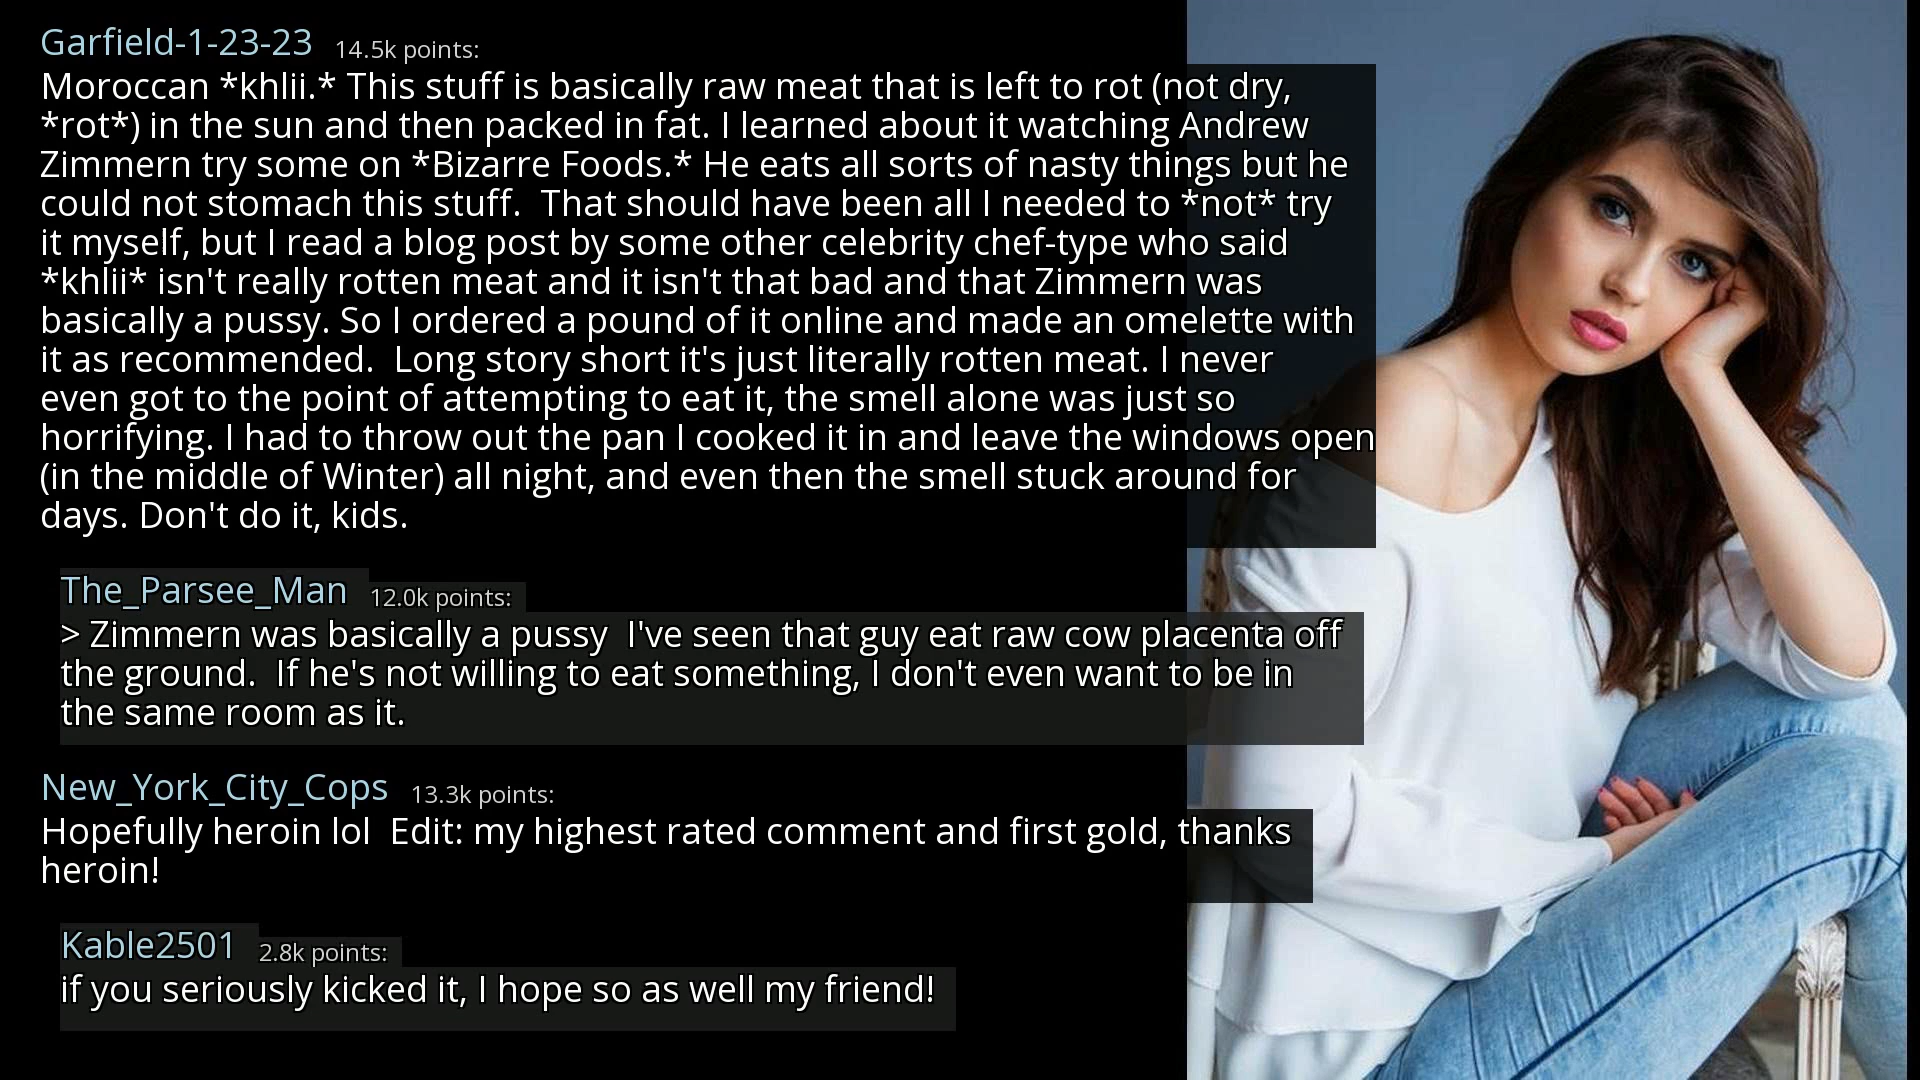 Garfield-1-23-23 14.5k points:
Moroccan *khlii.* This stuff is basically raw meat that is left to rot (not dry,
*rot*) in the sun and then packed in fat. I learned about it watching Andrew
Zimmern try some on *Bizarre Foods.* He eats all sorts of nasty things but he
could not stomach this stuff.  That should have been all I needed to *not* try
it myself, but I read a blog post by some other celebrity chef-type who said
*khlii* isn't really rotten meat and it isn't that bad and that Zimmern was
basically a pussy. So I ordered a pound of it online and made an omelette with
it as recommended.  Long story short it's just literally rotten meat. I never
even got to the point of attempting to eat it, the smell alone was just so
horrifying. I had to throw out the pan I cooked it in and leave the windows open
(in the middle of Winter) all night, and even then the smell stuck around for
days. Don't do it, kids.
The_Parsee_Man 12.0k points:
> Zimmern was basically a pussy  I've seen that guy eat raw cow placenta off
the ground.  If he's not willing to eat something, I don't even want to be in
the same room as it.
New_York_City_Cops 13.3k points:
Hopefully heroin lol  Edit: my highest rated comment and first gold, thanks
heroin!
Kable2501 2.8k points:
if you seriously kicked it, I hope so as well my friend!